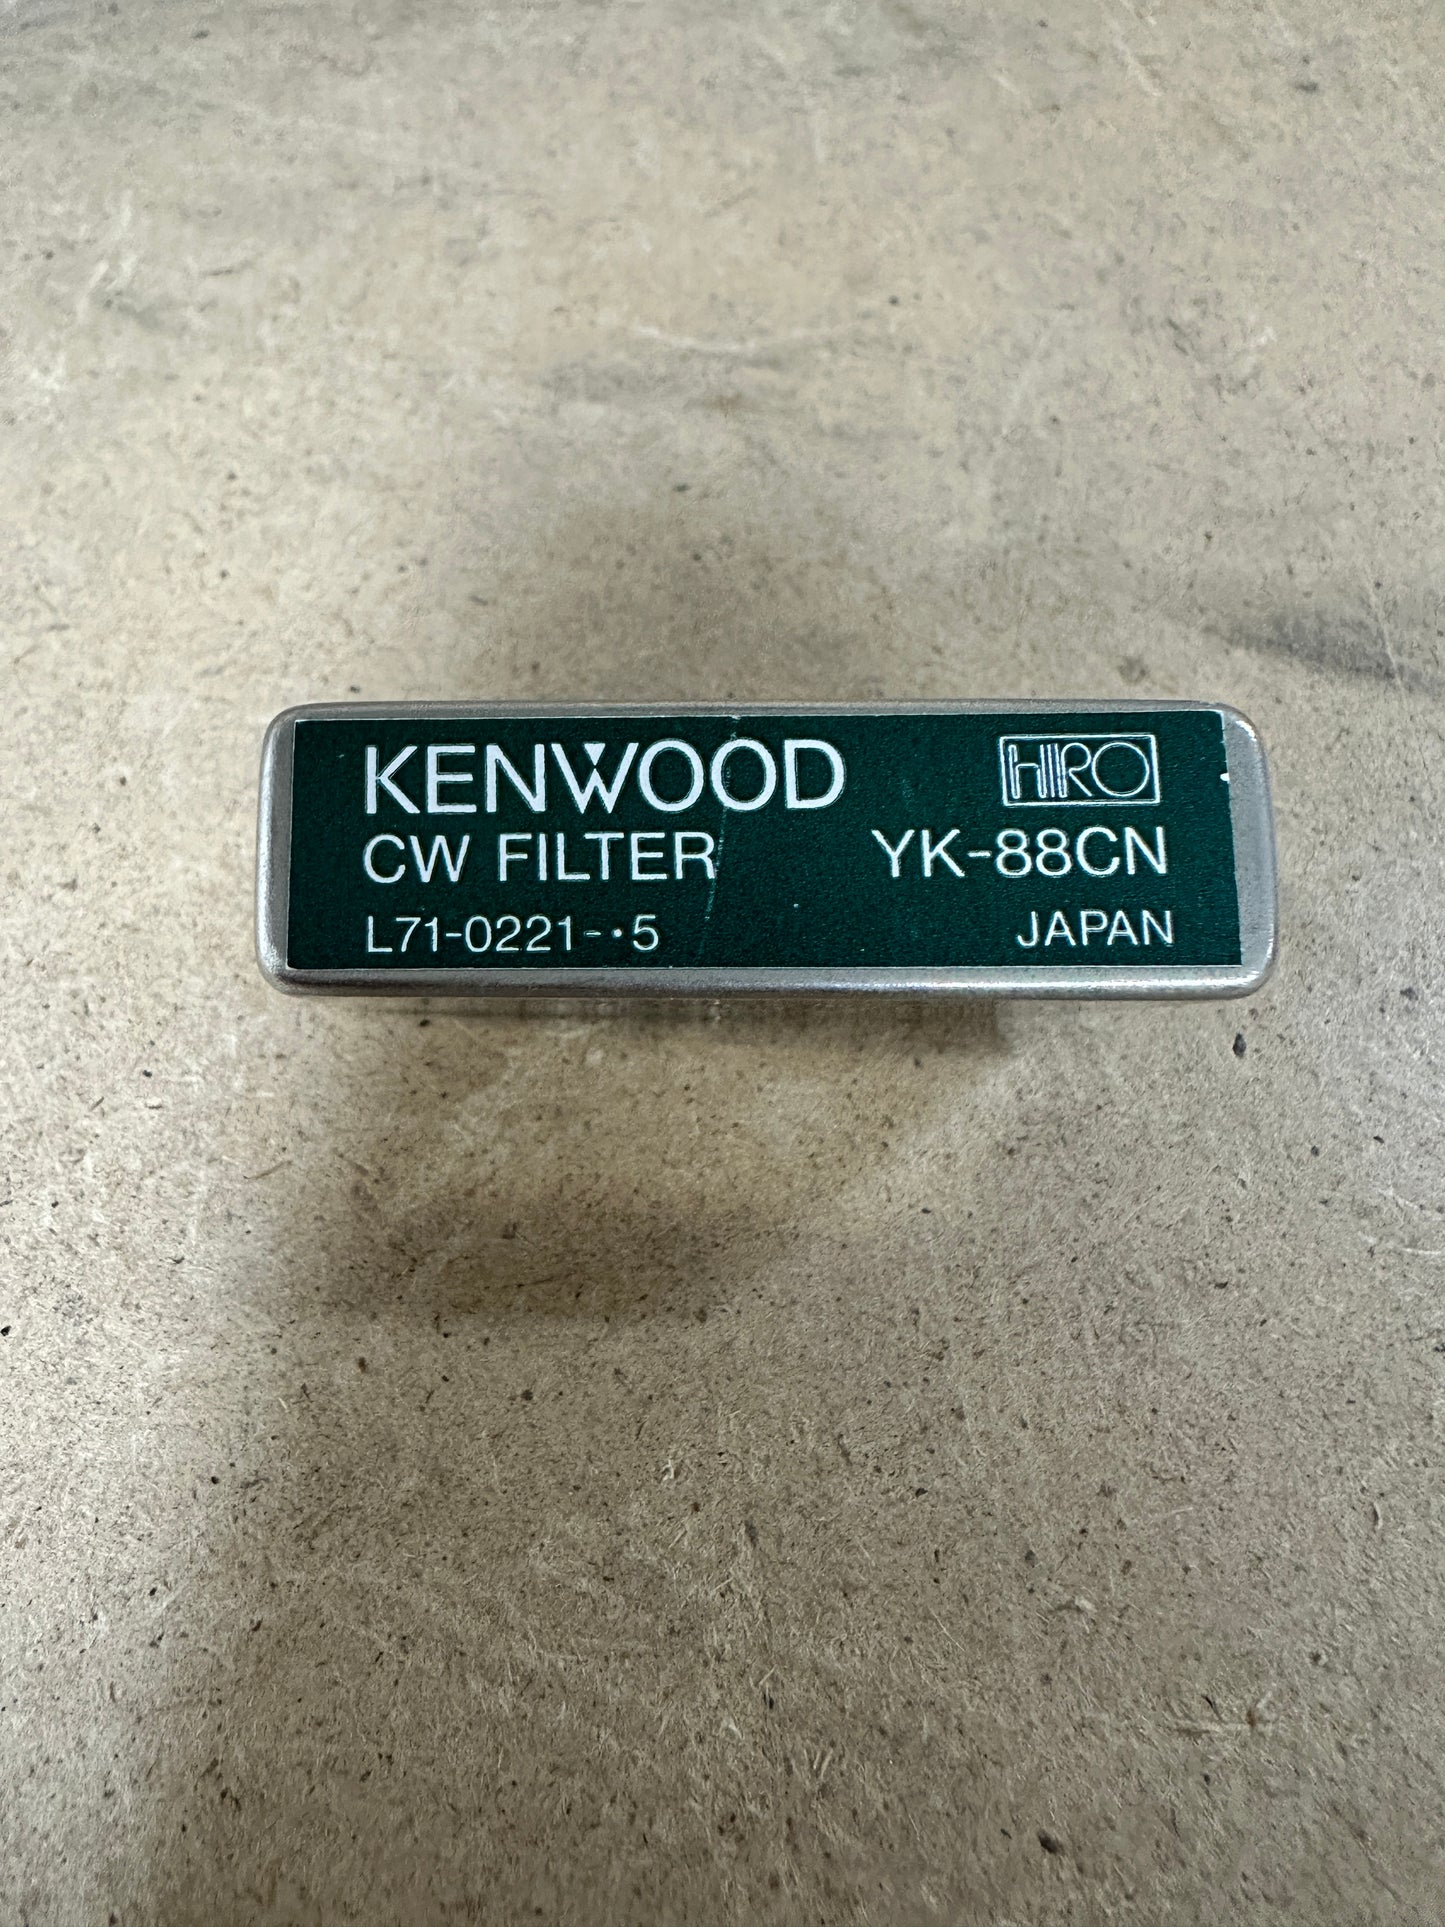 KENWOOD HIRO
CW FILTER YK-88CN
L71-0221-·5 JAPAN